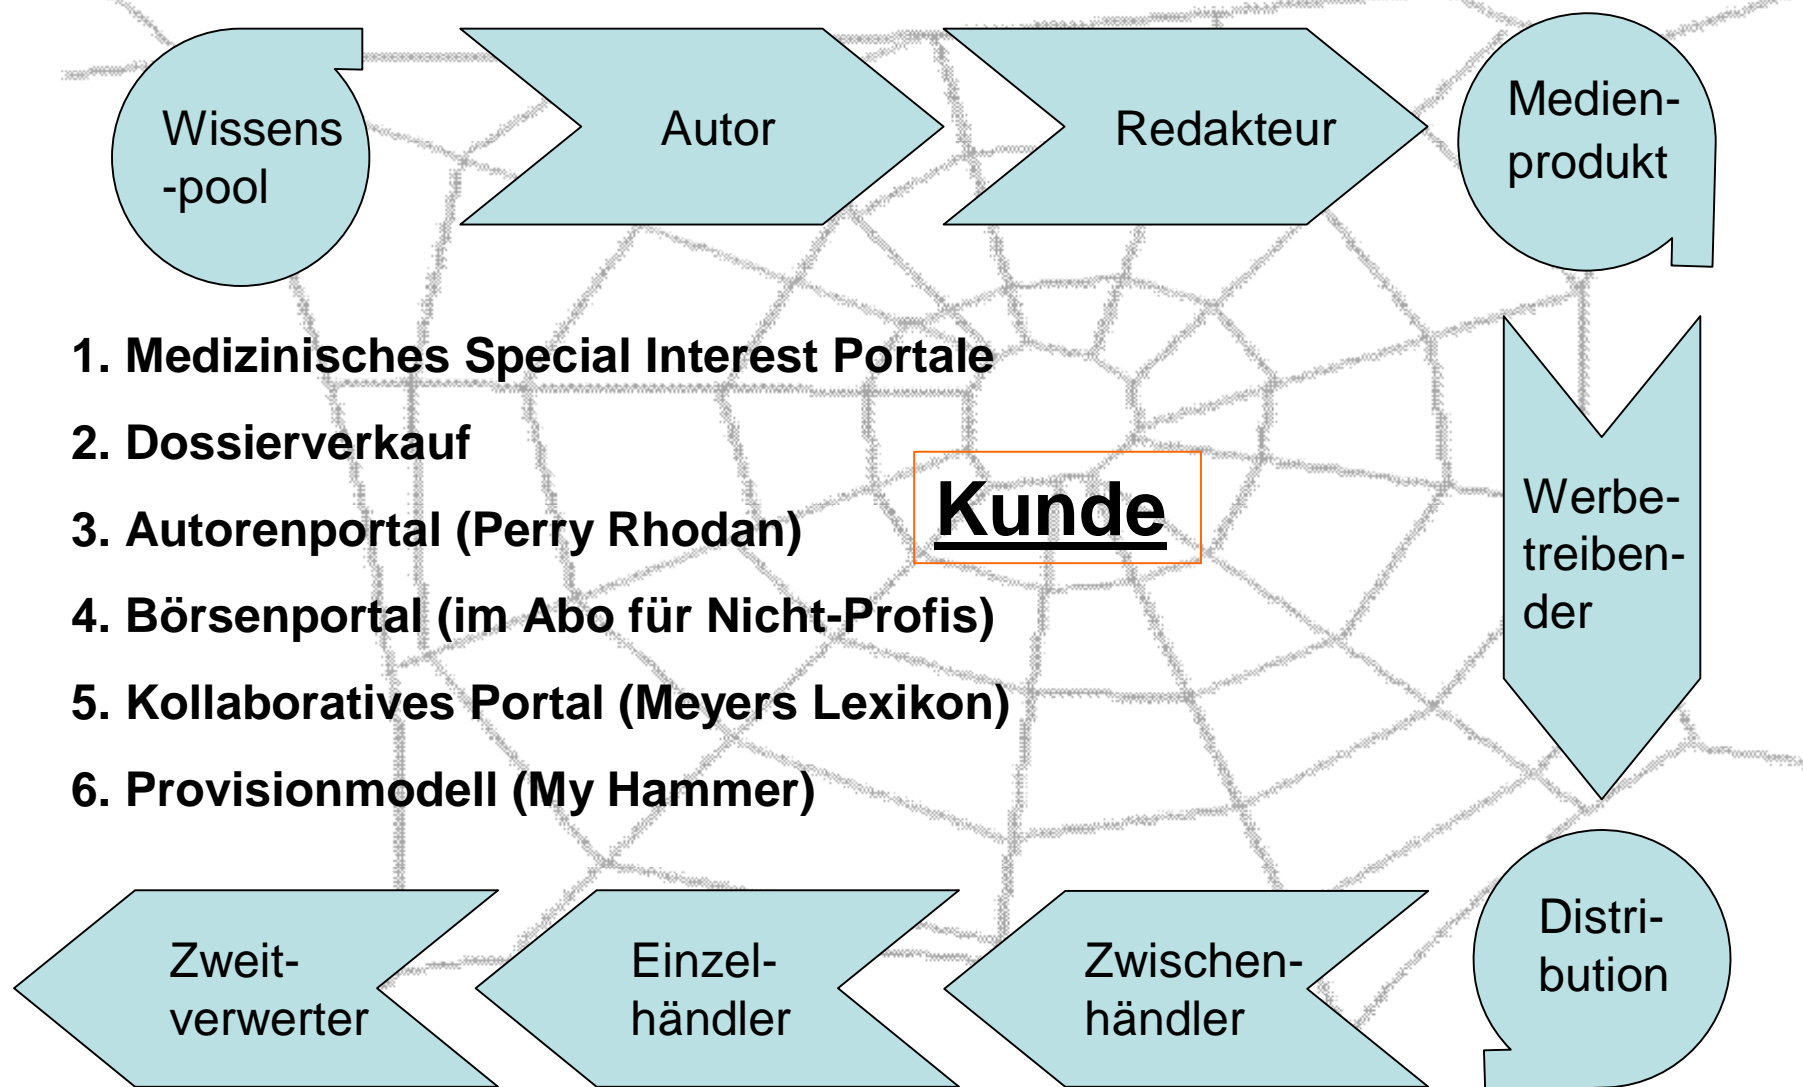 Wissens
-pool
Autor
Redakteur
Medien-
produkt
1. Medizinisches Special Interest Portale
2. Dossierverkauf
3. Autorenportal (Perry Rhodan)
4. Börsenportal (im Abo für Nicht-Profis)
5. Kollaboratives Portal (Meyers Lexikon)
6. Provisionmodell (My Hammer)
Kunde
Werbe-
treiben-
der
Distri-
bution
Zwischen-
händler
Einzel-
händler
Zweit-
verwerter